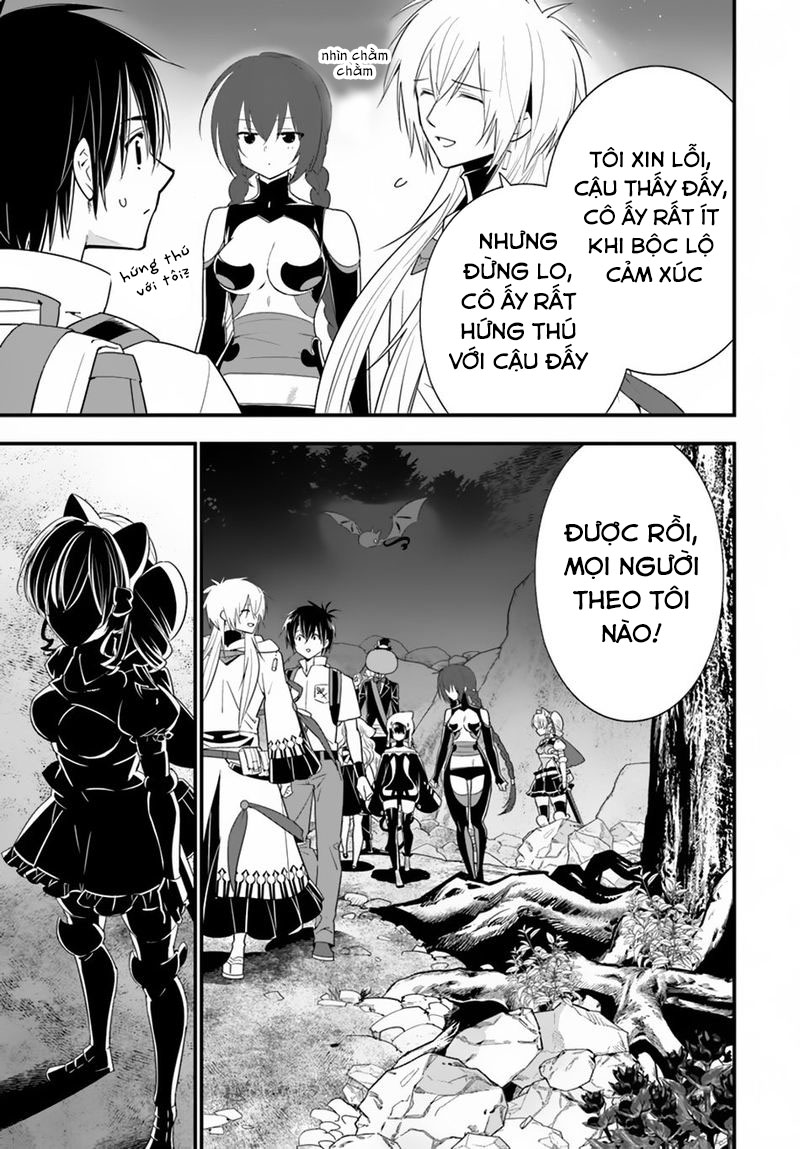 TÔI XIN LỖI,
CẬU THẤY ĐẤY,
CÔ ẤY RẤT ÍT
KHI BỘC LỘ
CẢM XÚC
NHƯNG
ĐỪNG LO,
CÔ ẤY RẤT
HỨNG THÚ
VỚI CẬU ĐẤY
nhìn chằm
chằm
hứng thú
với tôi?
ĐƯỢC RỒI,
MỌI NGƯỜI
THEO TÔI
NÀO!